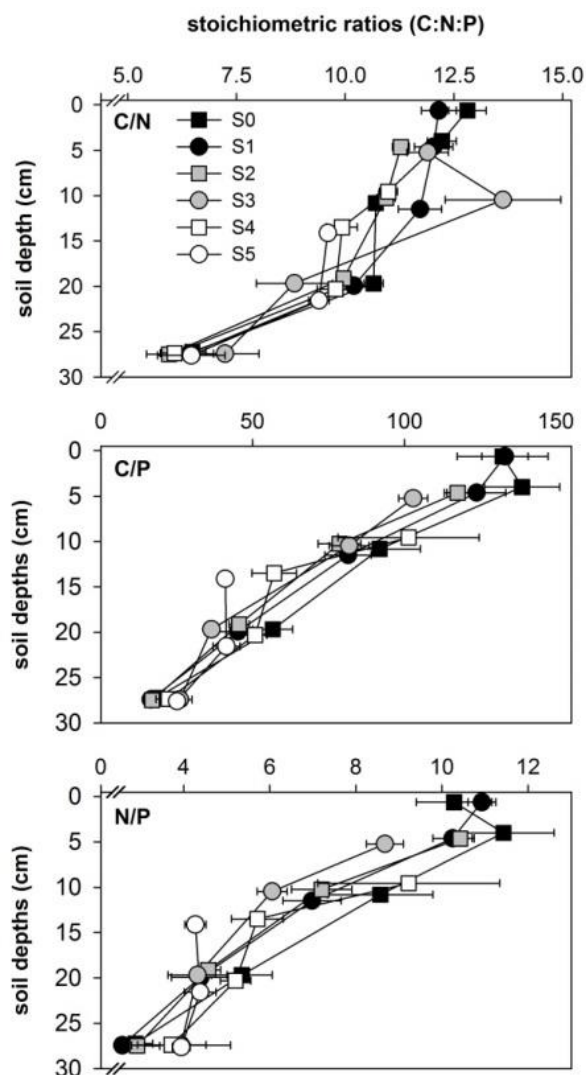 stoichiometric ratios (C:N:P)
5.0 7.5 10.0 12.5 15.0
C/N
S0
S1
S2
S3
S4
S5
0
5
10
15
20
25
30
soil depth (cm)
0 50 100 150
C/P
0
5
10
15
20
25
30
soil depths (cm)
0 4 6 8 10 12
N/P
0
5
10
15
20
25
30
soil depths (cm)